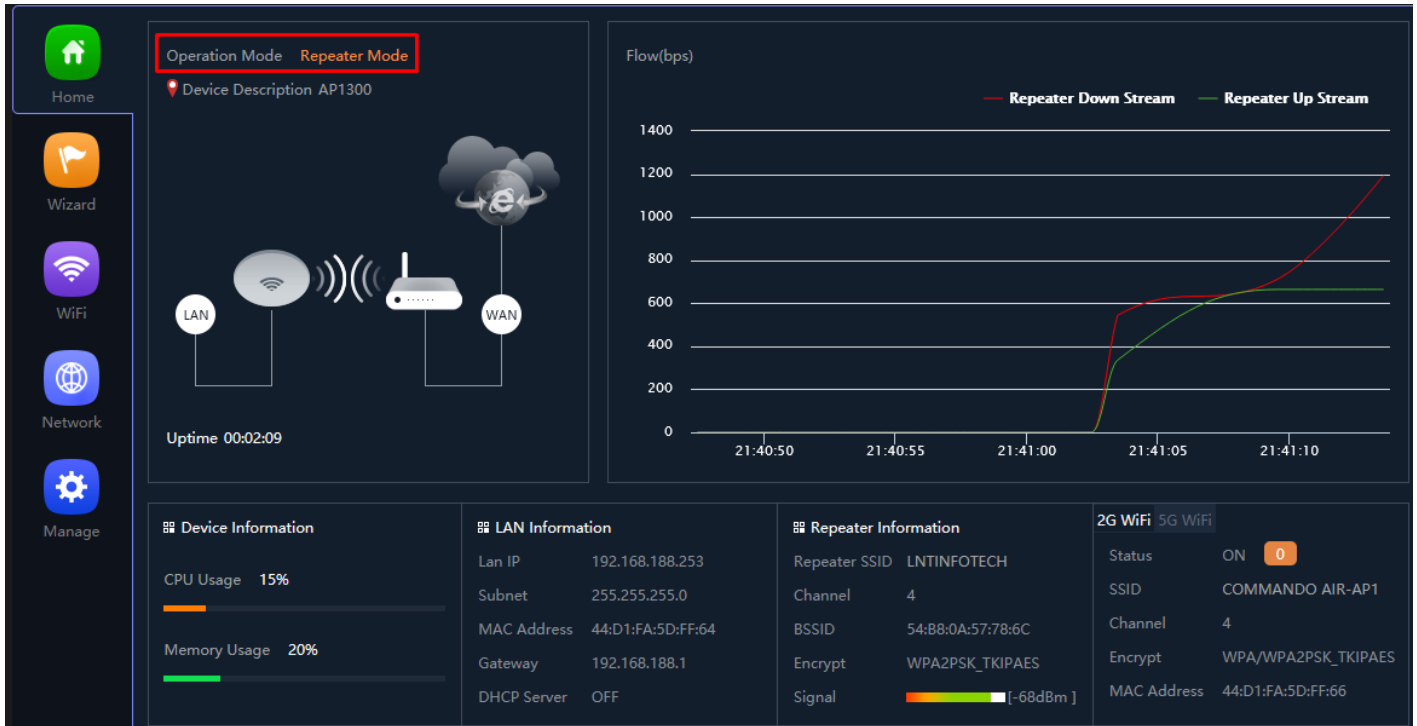 Home
Wizard
WiFi
Network
Manage
Operation Mode Repeater Mode
Device Description AP1300
LAN
WAN
Uptime 00:02:09
Flow(bps)
Repeater Down Stream Repeater Up Stream
1400
1200
1000
800
600
400
200
0
21:40:50 21:40:55 21:41:00 21:41:05 21:41:10
Device Information
CPU Usage 15%
Memory Usage 20%
LAN Information
Lan IP 192.168.188.253
Subnet 255.255.255.0
MAC Address 44:D1:FA:5D:FF:64
Gateway 192.168.188.1
DHCP Server OFF
Repeater Information
Repeater SSID LNTINFOTECH
Channel 4
BSSID 54:B8:0A:57:78:6C
Encrypt WPA2PSK_TKIPAES
Signal [-68dBm ]
2G WiFi 5G WiFi
Status ON 0
SSID COMMANDO AIR-AP1
Channel 4
Encrypt WPA/WPA2PSK_TKIPAES
MAC Address 44:D1:FA:5D:FF:66